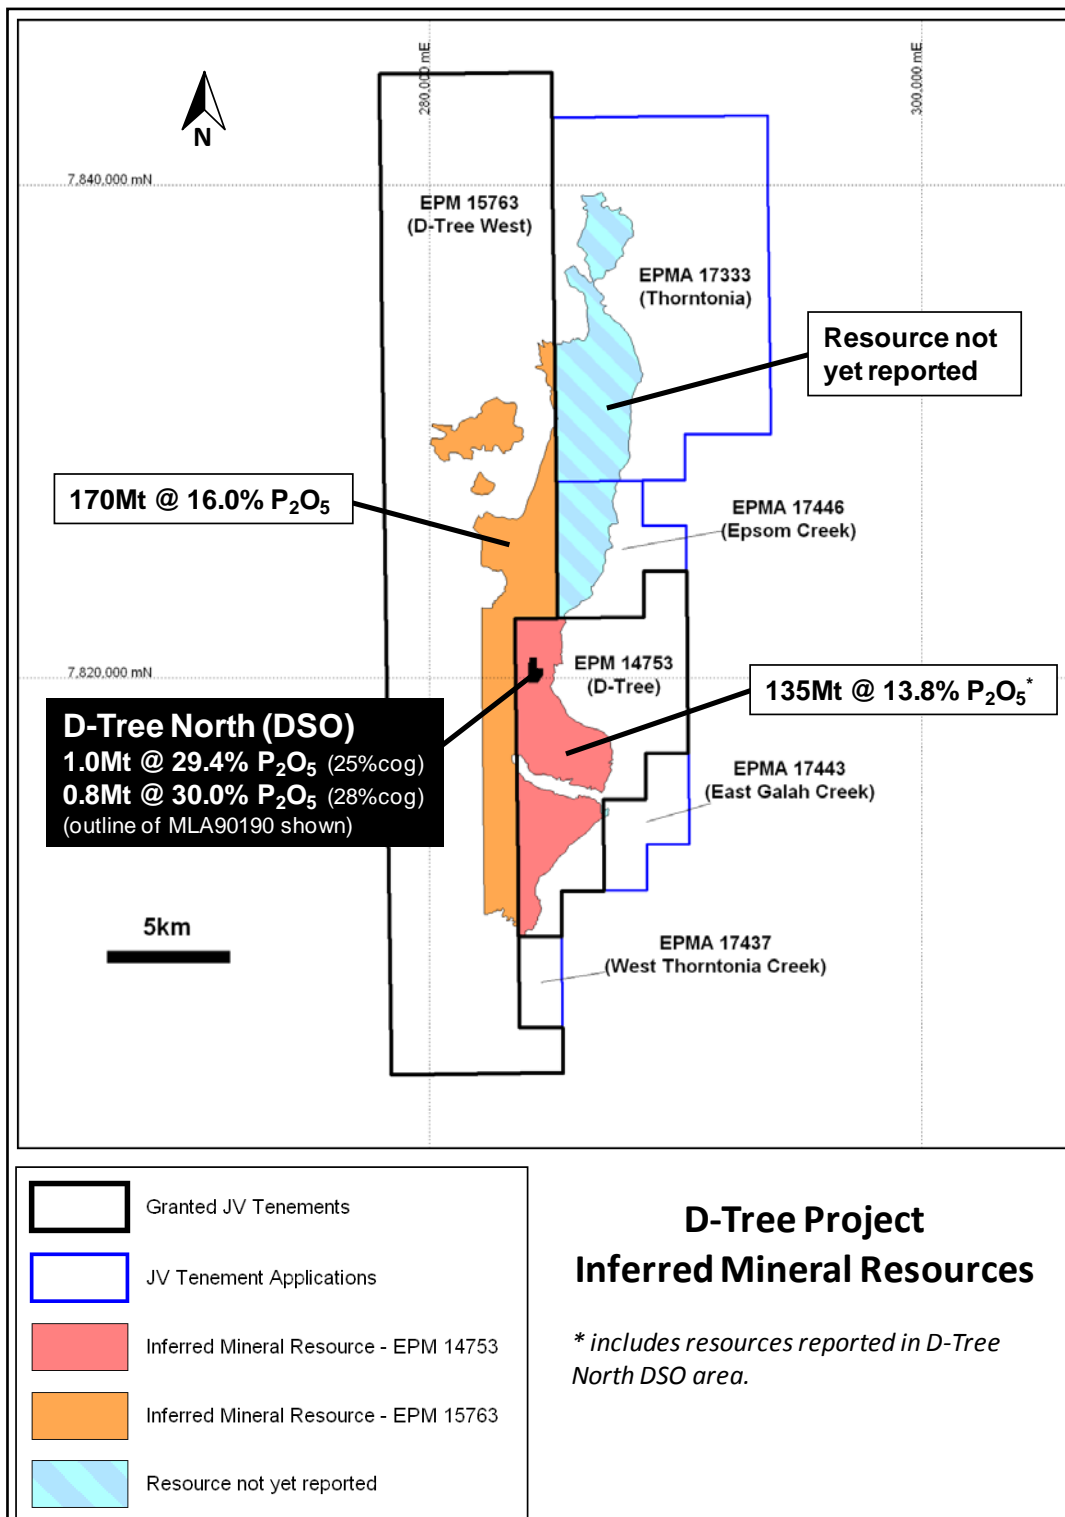 280,000 mE
300,000 mE
N
7,840,000 mN
EPM 15763
(D-Tree West)
EPMA 17333
(Thorntonia)
Resource not
yet reported
170Mt @ 16.0% P₂O₅
EPMA 17446
(Epsom Creek)
7,820,000 mN
EPM 14753
(D-Tree)
135Mt @ 13.8% P₂O₅*
D-Tree North (DSO)
1.0Mt @ 29.4% P₂O₅ (25%cog)
0.8Mt @ 30.0% P₂O₅ (28%cog)
(outline of MLA90190 shown)
EPMA 17443
(East Galah Creek)
5km
EPMA 17437
(West Thorntonia Creek)
Granted JV Tenements
JV Tenement Applications
Inferred Mineral Resource - EPM 14753
Inferred Mineral Resource - EPM 15763
Resource not yet reported
D-Tree Project
Inferred Mineral Resources
* includes resources reported in D-Tree
North DSO area.